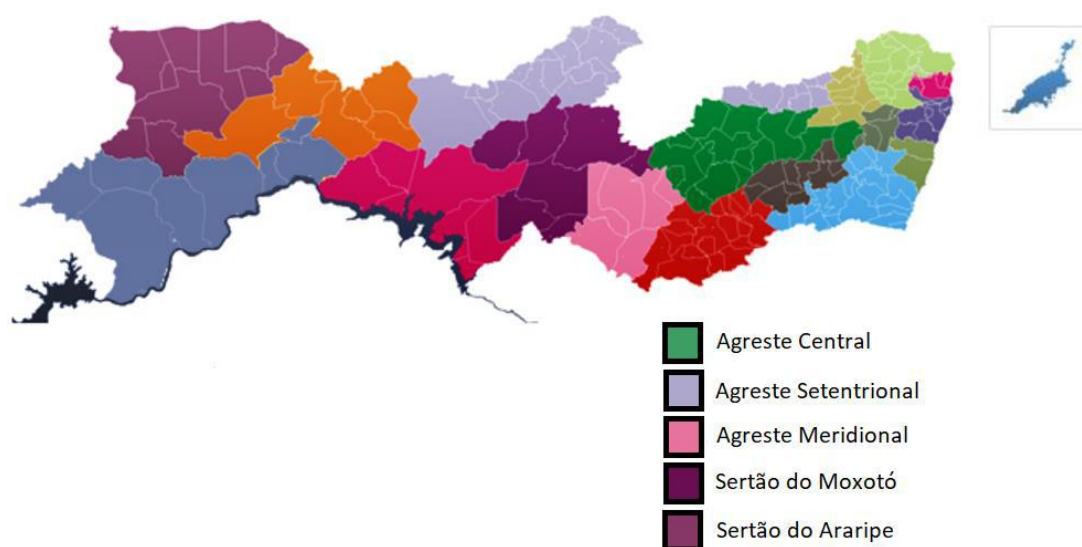 Agreste Central
Agreste Setentrional
Agreste Meridional
Sertão do Moxotó
Sertão do Araripe